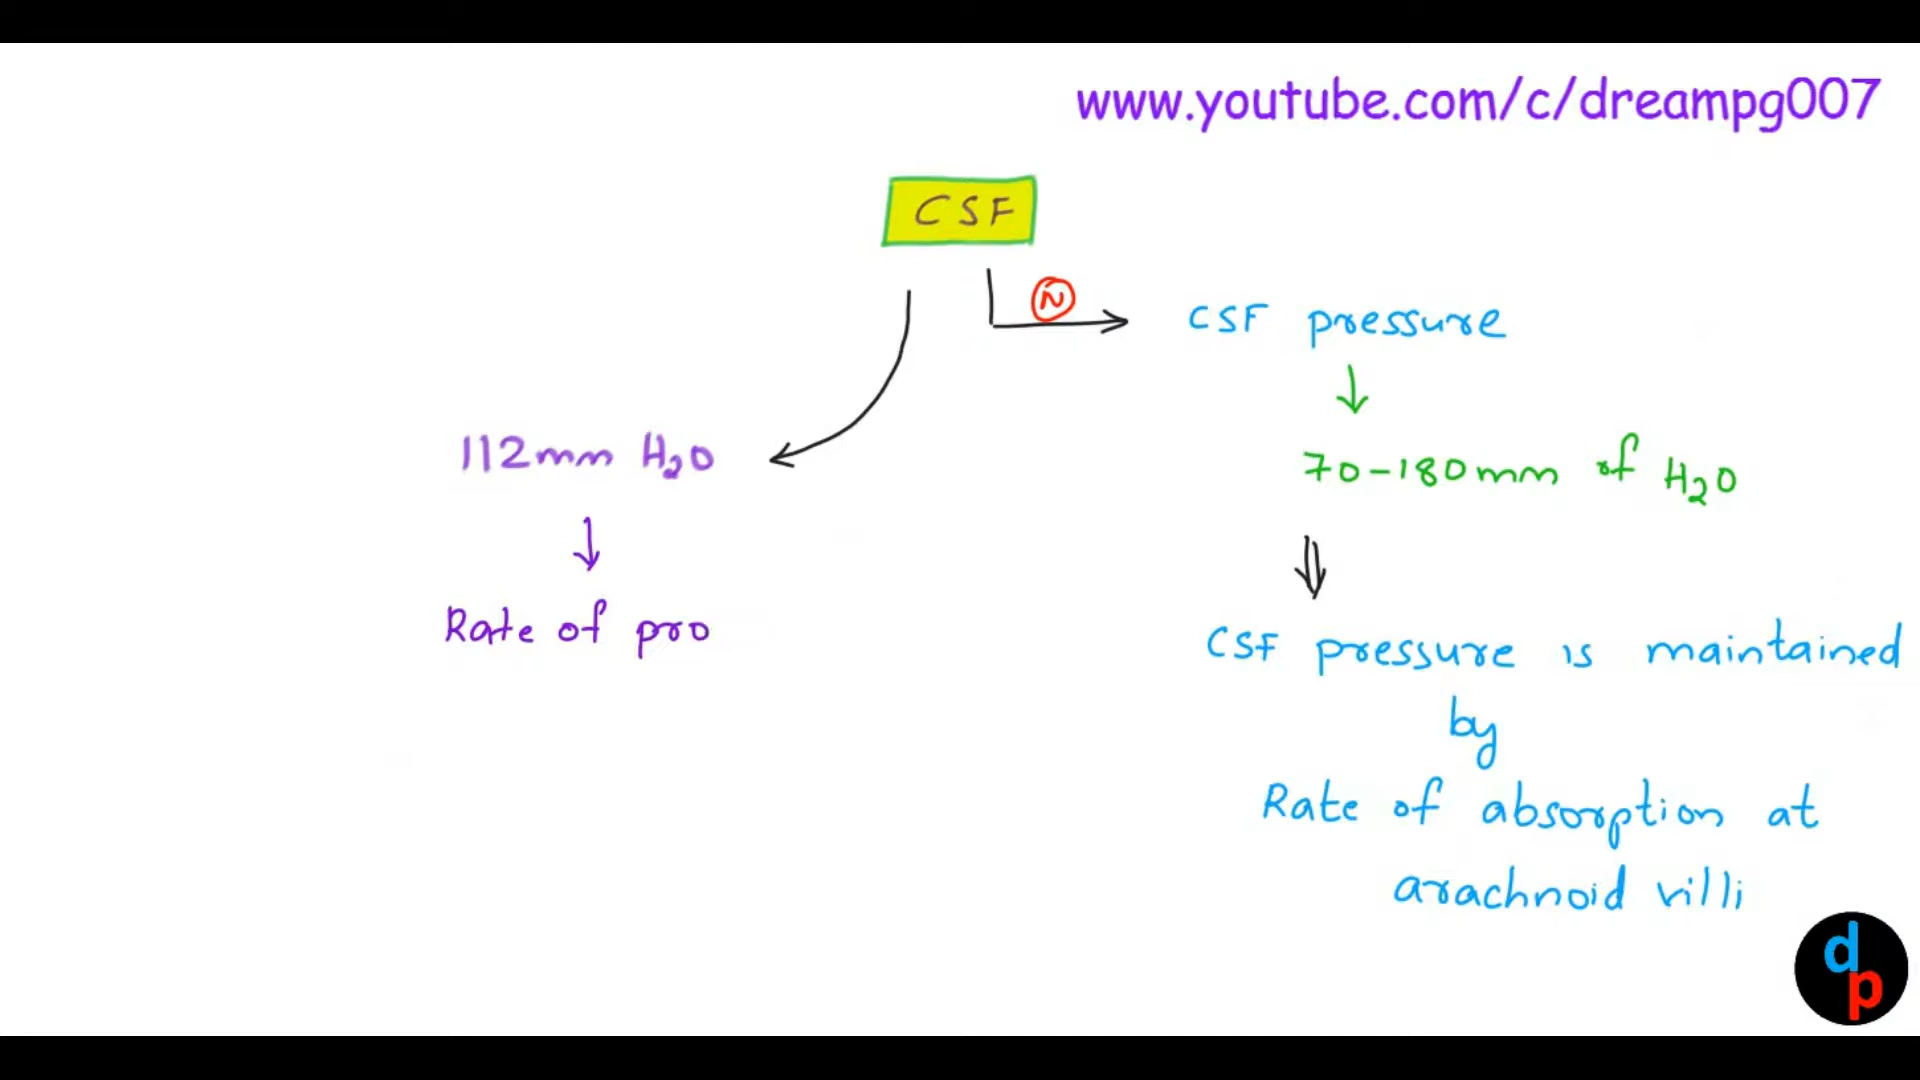 www.youtube.com/c/dreampg007
CSF
N
CSF pressure
70-180mm of H2O
CSF pressure is maintained
by
Rate of absorption at
arachnoid villi
112mm H2O
Rate of pro
dp